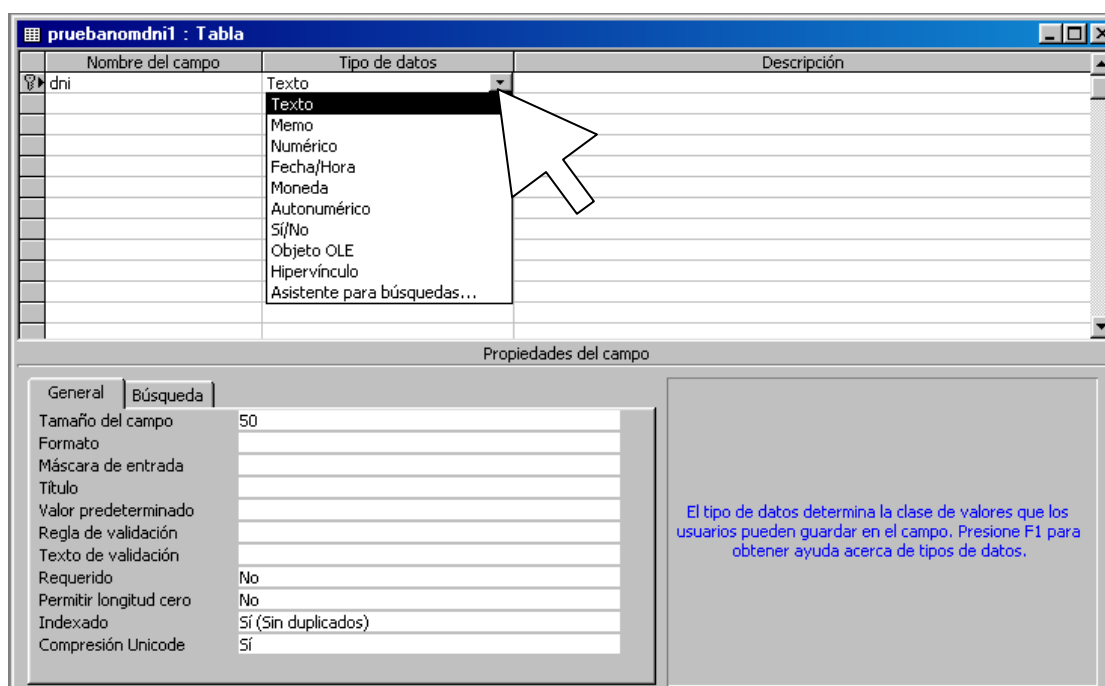 pruebanomdni1 : Tabla
Nombre del campo Tipo de datos Descripción
dni Texto
Texto
Memo
Numérico
Fecha/Hora
Moneda
Autonumérico
Sí/No
Objeto OLE
Hipervínculo
Asistente para búsquedas...
Propiedades del campo
General Búsqueda
Tamaño del campo 50
Formato
Máscara de entrada
Título
Valor predeterminado
Regla de validación
Texto de validación
Requerido No
Permitir longitud cero No
Indexado Sí (Sin duplicados)
Compresión Unicode Sí
El tipo de datos determina la clase de valores que los
usuarios pueden guardar en el campo. Presione F1 para
obtener ayuda acerca de tipos de datos.